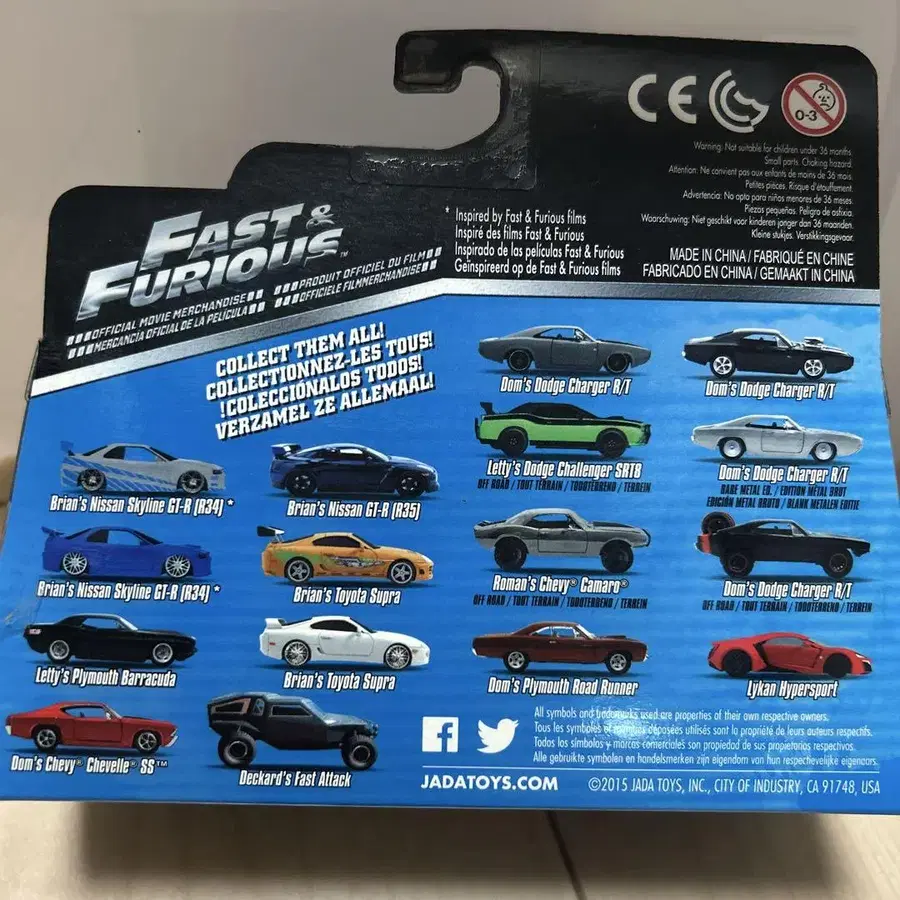 0-3
Warning: Not suitable for children under 36 months.
Small parts. Choking hazard.
Attention: Ne convient pas aux enfants de moins de 36 mois.
Petites pièces. Risque d'étouffement.
Advertencia: No apta para niños menores de 36 meses.
Piezas pequeñas. Peligro de asfixia.
Waarschuwing: Niet geschikt voor kinderen jonger dan 36 maanden.
Kleine stukjes. Verstikkingsgevaar.
MADE IN CHINA / FABRIQUÉ EN CHINE
FABRICADO EN CHINA / GEMAAKT IN CHINA
FAST &
FURIOUS™
OFFICIAL MOVIE MERCHANDISE
PRODUIT OFFICIEL DU FILM
MERCANCÍA OFICIAL DE LA PELÍCULA
OFFICIELE FILMMERCHANDISE
* Inspired by Fast & Furious films
Inspiré des films Fast & Furious
Inspirado de las películas Fast & Furious
Geïnspireerd op de Fast & Furious films
COLLECT THEM ALL!
COLLECTIONNEZ-LES TOUS!
!COLECCIÓNALOS TODOS!
VERZAMEL ZE ALLEMAAL!
Dom's Dodge Charger R/T
Dom's Dodge Charger R/T
Letty's Dodge Challenger SRT8
OFF ROAD / TOUT TERRAIN / TODOTERRENO / TERREIN
Dom's Dodge Charger R/T
BARE METAL ED. / EDITION MÉTAL BRUT
EDICIÓN METAL BRUTO / BLANK METALEN EDITIE
Brian's Nissan Skyline GT-R (R34) *
Brian's Nissan GT-R (R35)
Brian's Nissan Skyline GT-R (R34) *
Brian's Toyota Supra
Roman's Chevy® Camaro®
OFF ROAD / TOUT TERRAIN / TODOTERRENO / TERREIN
Dom's Dodge Charger R/T
OFF ROAD / TOUT TERRAIN / TODOTERRENO / TERREIN
Letty's Plymouth Barracuda
Brian's Toyota Supra
Dom's Plymouth Road Runner
Lykan Hypersport
Dom's Chevy® Chevelle® SS™
Deckard's Fast Attack
All symbols and trademarks used are properties of their own respective owners.
Tous les symboles et marques déposées utilisés sont la propriété de leurs auteurs respectifs.
Todos los símbolos y marcas comerciales son propiedad de sus propietarios respectivos.
Alle gebruikte symbolen en handelsmerken zijn eigendom van hun respectievelijke eigenaren.
JADATOYS.COM
©2015 JADA TOYS, INC., CITY OF INDUSTRY, CA 91748, USA